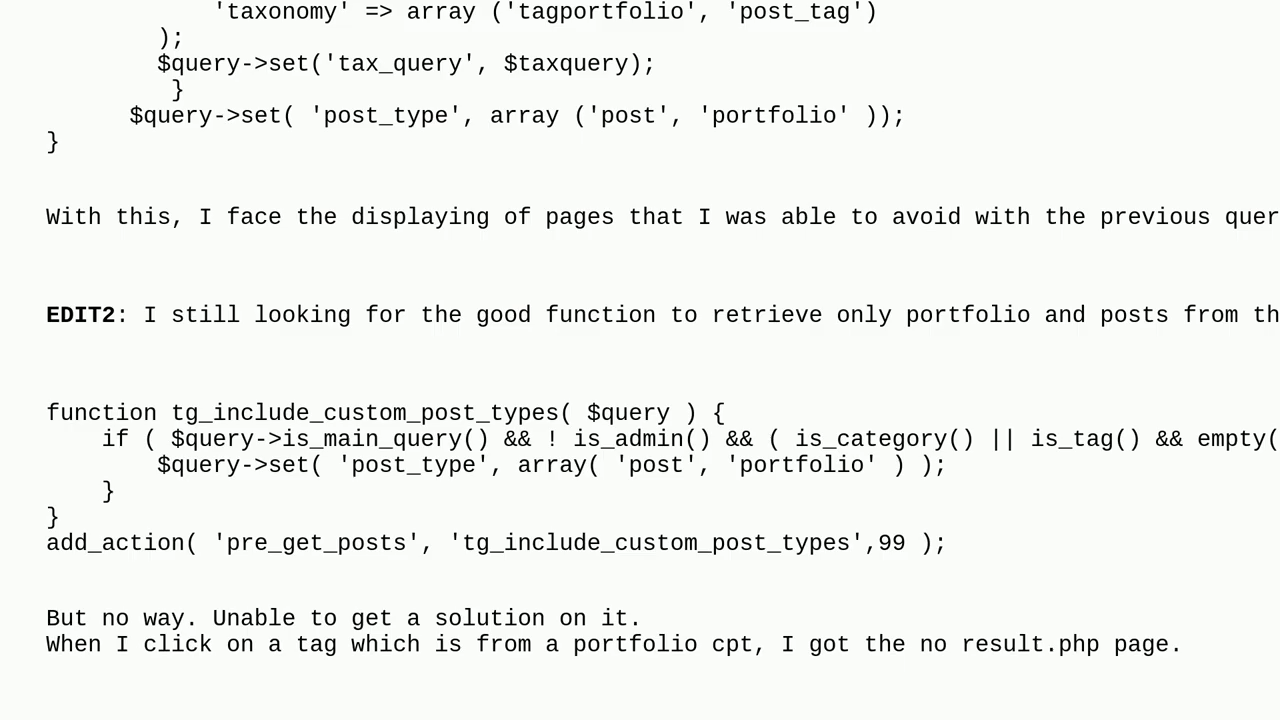 'taxonomy' => array ('tagportfolio', 'post_tag')
);
$query->set('tax_query', $taxquery);
}
$query->set( 'post_type', array ('post', 'portfolio' ));
}
With this, I face the displaying of pages that I was able to avoid with the previous quer
EDIT2: I still looking for the good function to retrieve only portfolio and posts from th
function tg_include_custom_post_types( $query ) {
if ( $query->is_main_query() && ! is_admin() && ( is_category() || is_tag() && empty(
$query->set( 'post_type', array( 'post', 'portfolio' ) );
}
}
add_action( 'pre_get_posts', 'tg_include_custom_post_types',99 );
But no way. Unable to get a solution on it.
When I click on a tag which is from a portfolio cpt, I got the no result.php page.